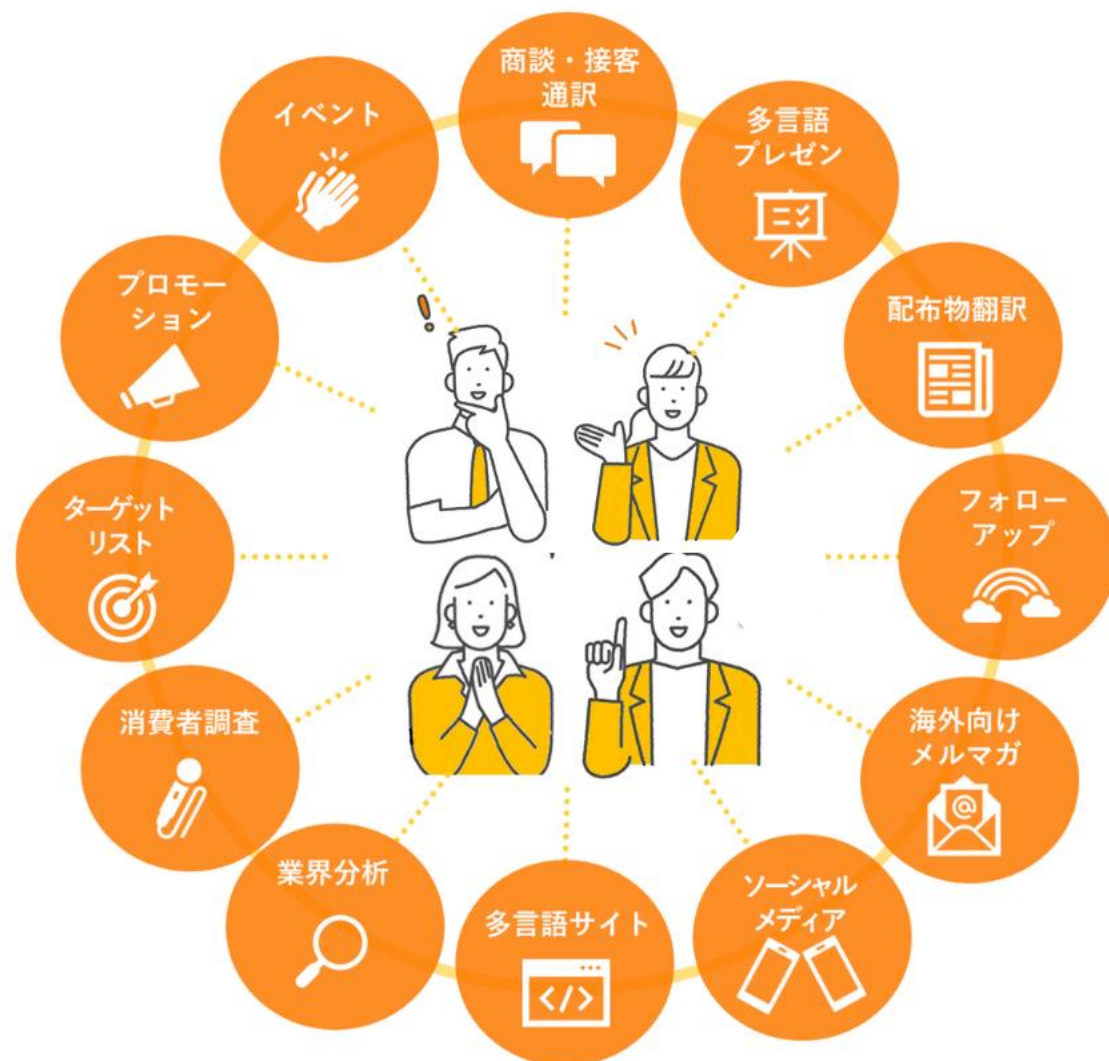 商談・接客
通訳
多言語
プレゼン
配布物翻訳
フォロー
アップ
海外向け
メルマガ
@
ソーシャル
メディア
多言語サイト
</>
業界分析
消費者調査
ターゲット
リスト
プロモー
ション
イベント
!